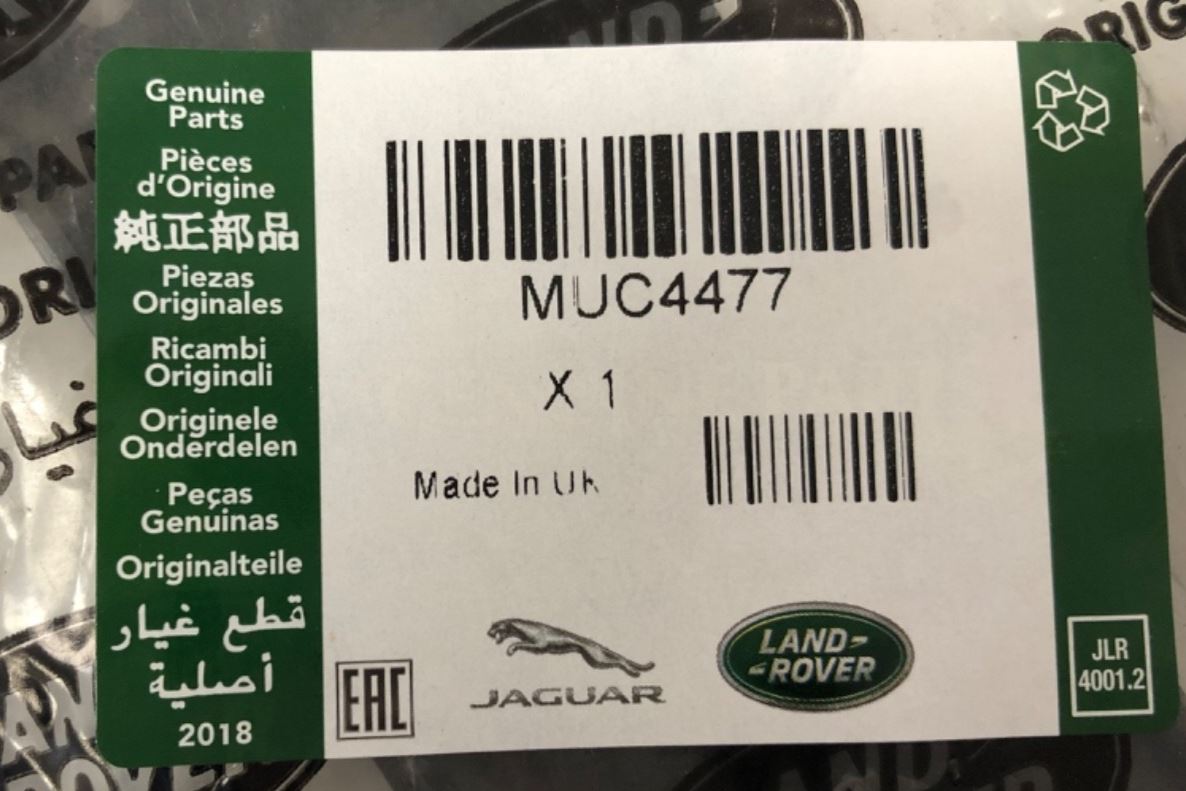 Genuine
Parts
Pièces
d'Origine
純正部品
Piezas
Originales
Ricambi
Originali
Originele
Onderdelen
Peças
Genuinas
Originalteile
قطع غيار
أصلية
2018
MUC4477
X 1
Made In UK
EAC
JAGUAR
LAND-
-ROVER
JLR
4001.2